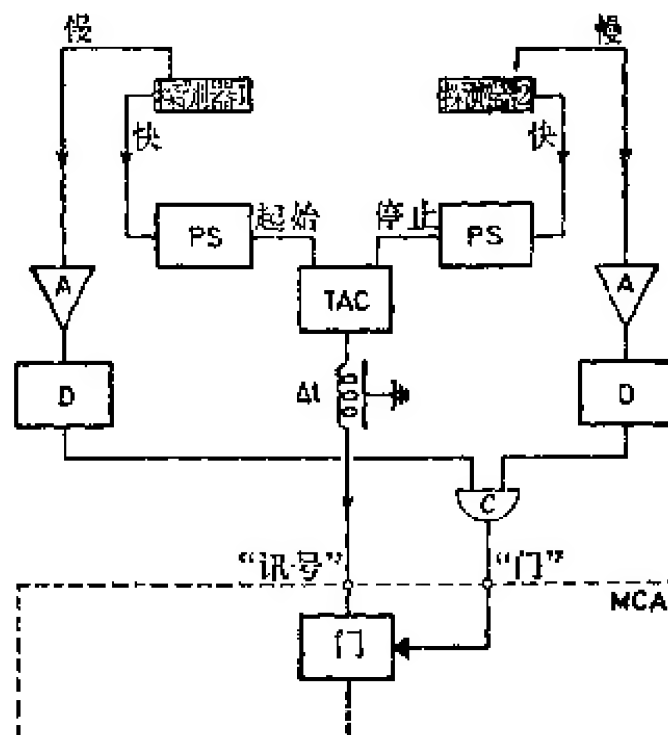 慢 慢
探测器1 探测器2
快 快
PS 起始 停止 PS
A TAC A
D Δt D
C
“讯号” “门”
MCA
门